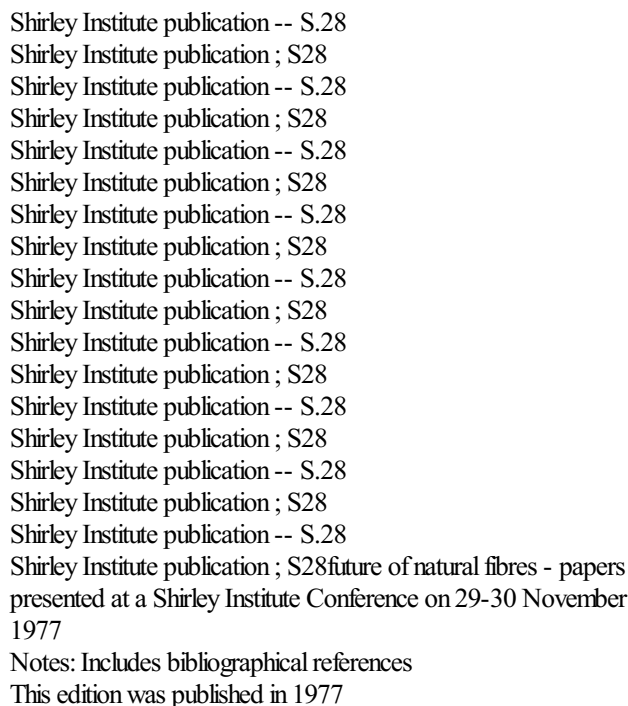 Shirley Institute publication -- S.28
Shirley Institute publication ; S28
Shirley Institute publication -- S.28
Shirley Institute publication ; S28
Shirley Institute publication -- S.28
Shirley Institute publication ; S28
Shirley Institute publication -- S.28
Shirley Institute publication ; S28
Shirley Institute publication -- S.28
Shirley Institute publication ; S28
Shirley Institute publication -- S.28
Shirley Institute publication ; S28
Shirley Institute publication -- S.28
Shirley Institute publication ; S28
Shirley Institute publication -- S.28
Shirley Institute publication ; S28
Shirley Institute publication -- S.28
Shirley Institute publication ; S28future of natural fibres - papers
presented at a Shirley Institute Conference on 29-30 November
1977
Notes: Includes bibliographical references
This edition was published in 1977